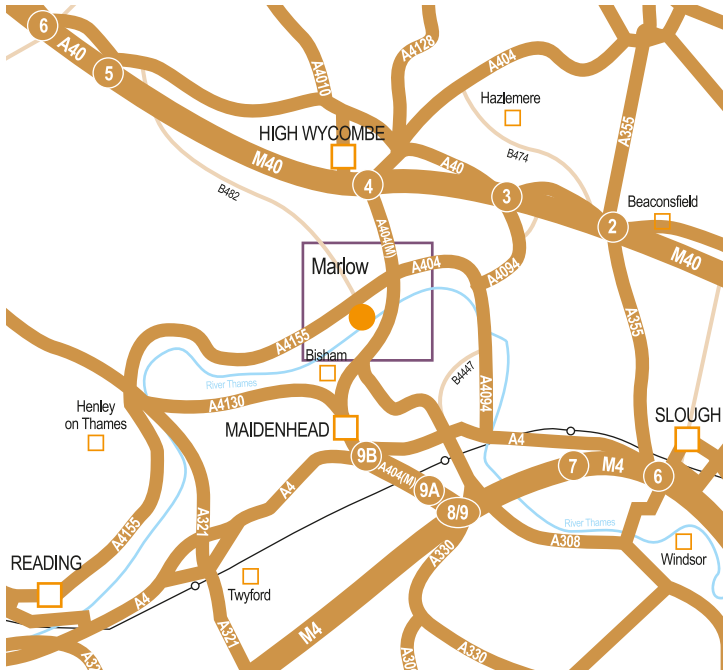 6
A40
5
A4010
A4128
A404
Hazlemere
HIGH WYCOMBE
M40
A40
B474
A355
B482
4
3
Beaconsfield
2
M40
A404(M)
Marlow
A404
A4094
A355
A4155
Bisham
River Thames
A4130
B4447
A4094
Henley
on Thames
MAIDENHEAD
SLOUGH
A4
9B
A404(M)
9A
7
M4
6
8/9
A4
A4155
A321
River Thames
A308
Windsor
READING
A330
Twyford
A4
A321
M4
A330